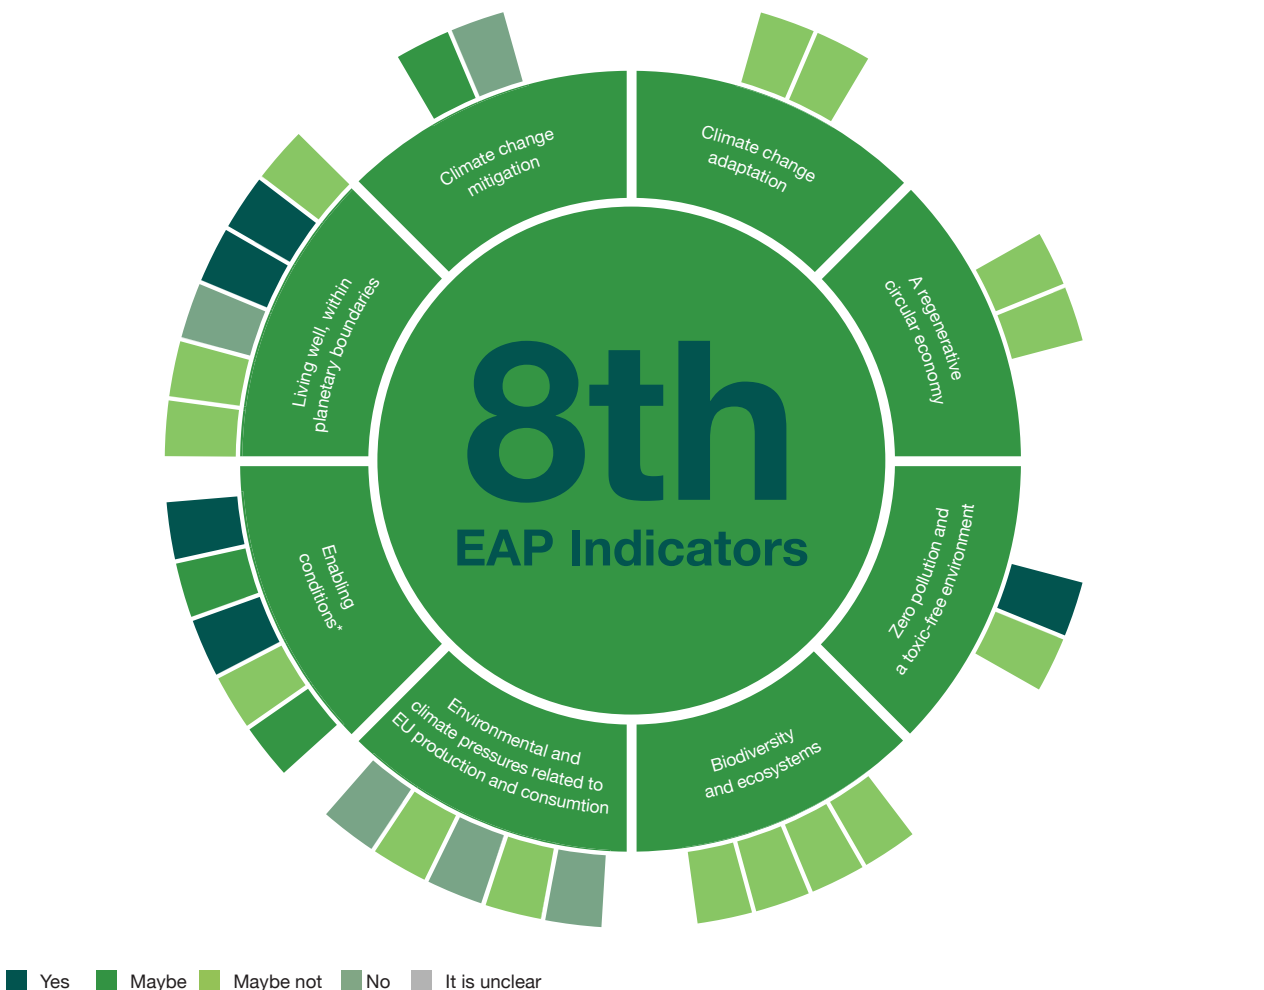 Climate change
mitigation
Climate change
adaptation
A regenerative
circular economy
Zero pollution and
a toxic-free environment
Biodiversity
and ecosystems
Environmental and
climate pressures related to
EU production and consumtion
Enabling
conditions*
Living well, within
planetary boundaries
8th
EAP Indicators
Yes Maybe Maybe not No It is unclear